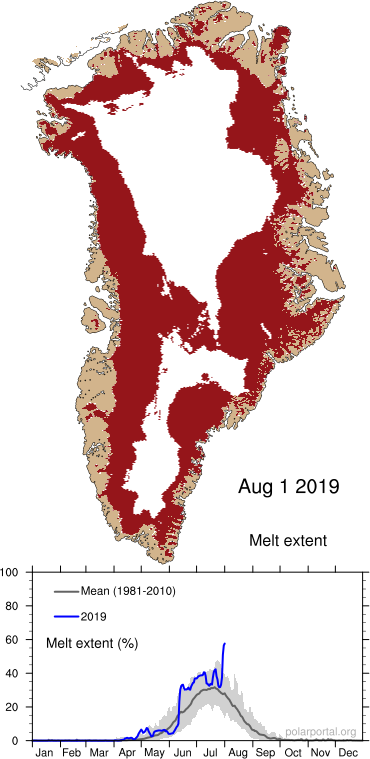 Aug 1 2019
Melt extent
100
80
60
40
20
0
Mean (1981-2010)
2019
Melt extent (%)
polarportal.org
Jan Feb Mar Apr May Jun Jul Aug Sep Oct Nov Dec